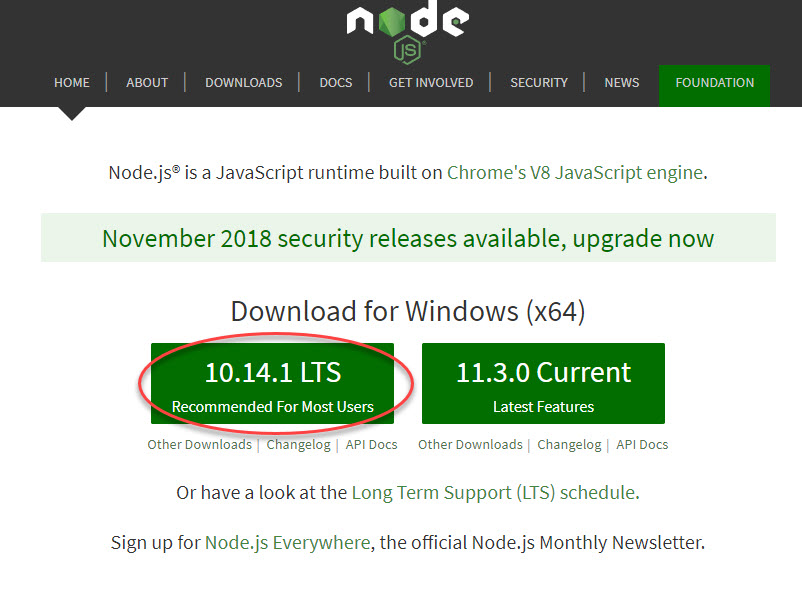 node
JS
HOME | ABOUT | DOWNLOADS | DOCS | GET INVOLVED | SECURITY | NEWS FOUNDATION
Node.js® is a JavaScript runtime built on Chrome's V8 JavaScript engine.
November 2018 security releases available, upgrade now
Download for Windows (x64)
10.14.1 LTS 11.3.0 Current
Recommended For Most Users Latest Features
Other Downloads | Changelog | API Docs Other Downloads | Changelog | API Docs
Or have a look at the Long Term Support (LTS) schedule.
Sign up for Node.js Everywhere, the official Node.js Monthly Newsletter.